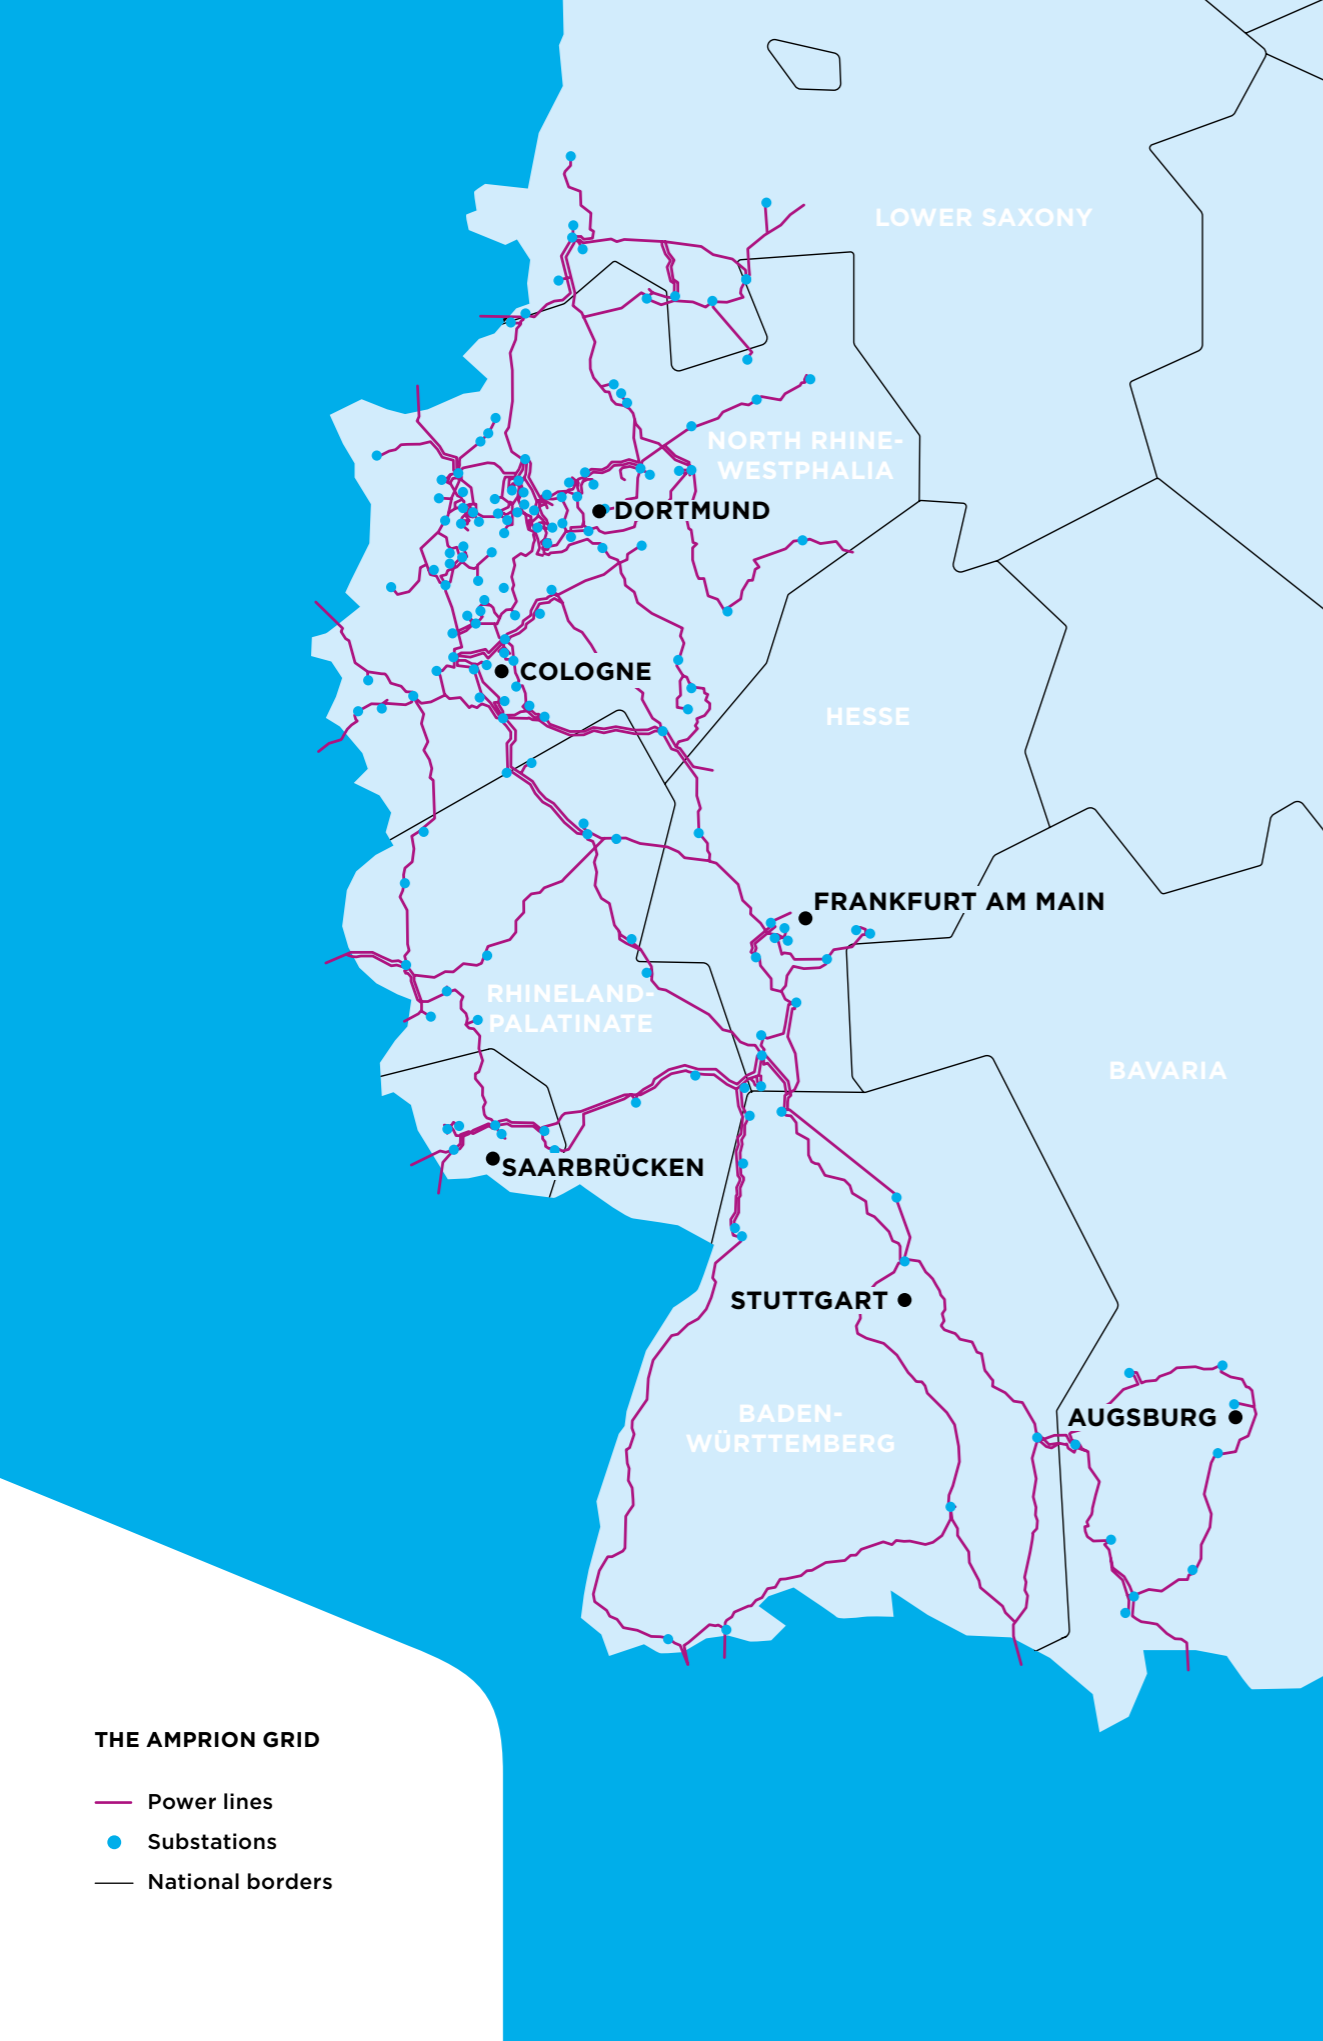 LOWER SAXONY
NORTH RHINE-
WESTPHALIA
DORTMUND
COLOGNE
HESSE
FRANKFURT AM MAIN
RHINELAND-
PALATINATE
BAVARIA
SAARBRÜCKEN
STUTTGART
BADEN-
WÜRTTEMBERG
AUGSBURG
THE AMPRION GRID
Power lines
Substations
National borders